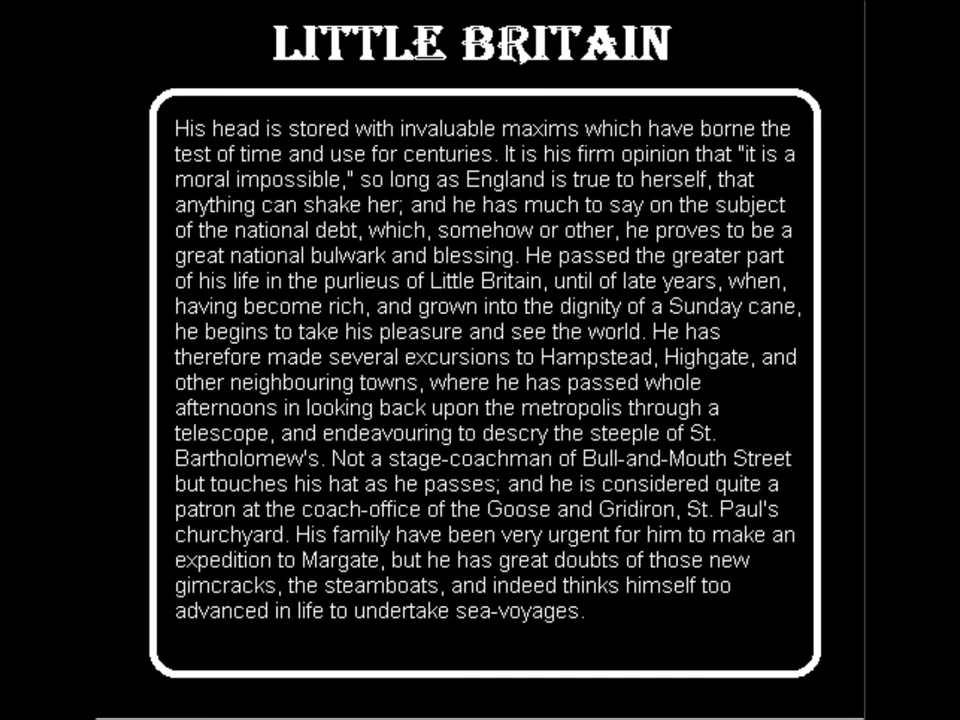 LITTLE BRITAIN
His head is stored with invaluable maxims which have borne the
test of time and use for centuries. It is his firm opinion that "it is a
moral impossible," so long as England is true to herself, that
anything can shake her; and he has much to say on the subject
of the national debt, which, somehow or other, he proves to be a
great national bulwark and blessing. He passed the greater part
of his life in the purlieus of Little Britain, until of late years, when,
having become rich, and grown into the dignity of a Sunday cane,
he begins to take his pleasure and see the world. He has
therefore made several excursions to Hampstead, Highgate, and
other neighbouring towns, where he has passed whole
afternoons in looking back upon the metropolis through a
telescope, and endeavouring to descry the steeple of St.
Bartholomew's. Not a stage-coachman of Bull-and-Mouth Street
but touches his hat as he passes; and he is considered quite a
patron at the coach-office of the Goose and Gridiron, St. Paul's
churchyard. His family have been very urgent for him to make an
expedition to Margate, but he has great doubts of those new
gimcracks, the steamboats, and indeed thinks himself too
advanced in life to undertake sea-voyages.